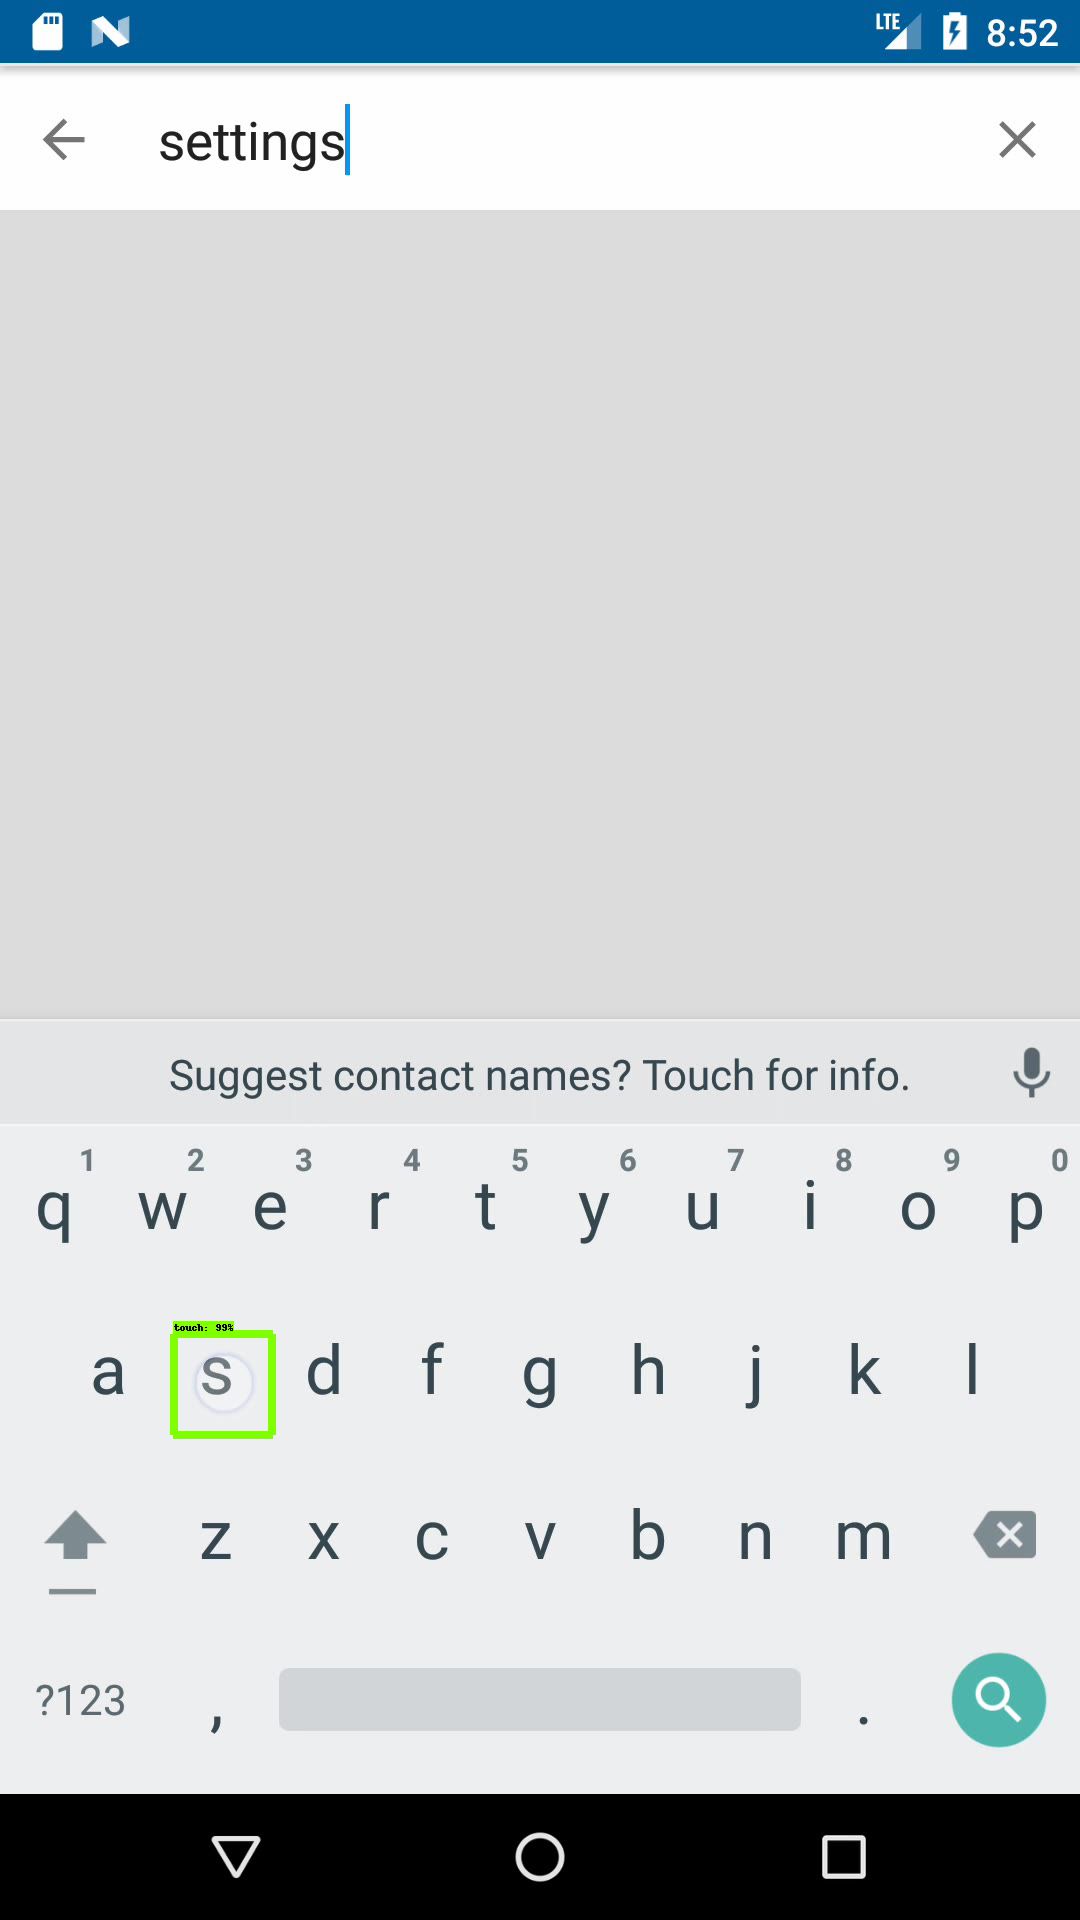 LTE 8:52
settings
Suggest contact names? Touch for info.
1 2 3 4 5 6 7 8 9 0
q w e r t y u i o p
touch: 99%
a s d f g h j k l
z x c v b n m
?123 , .